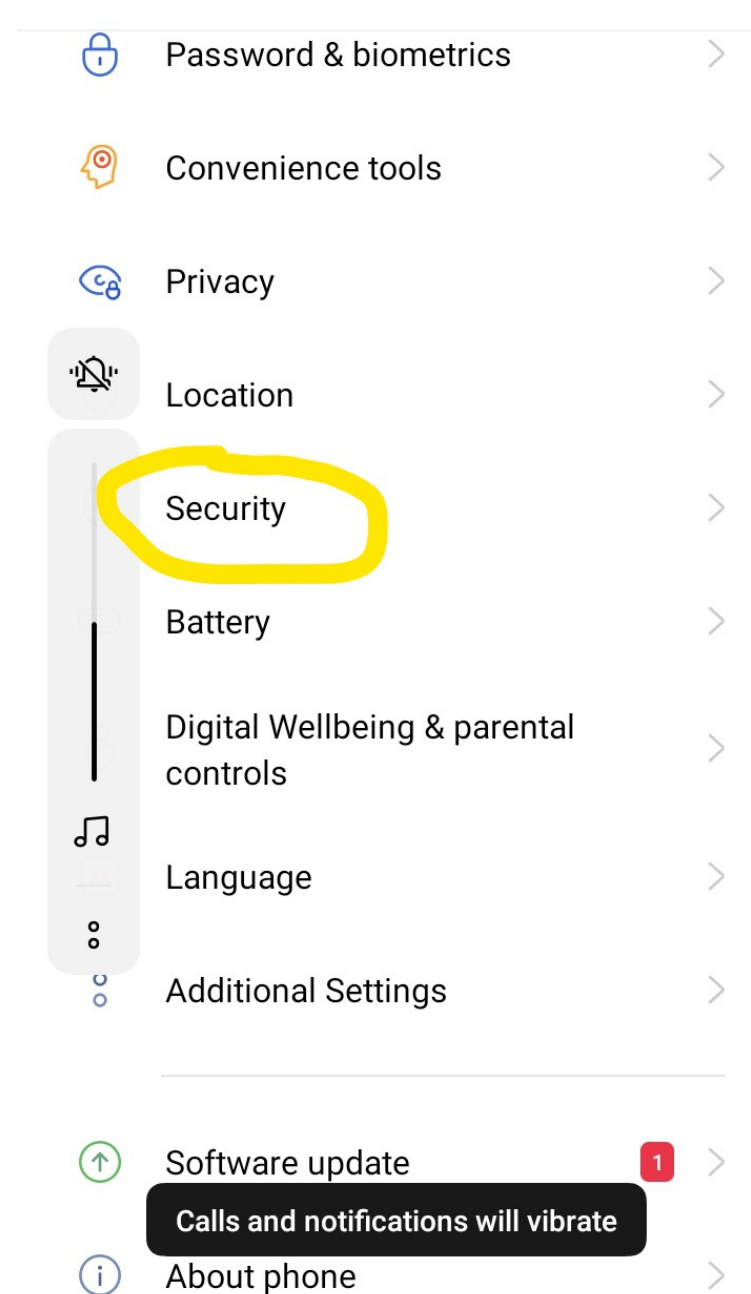 Password & biometrics
Convenience tools
Privacy
Location
Security
Battery
Digital Wellbeing & parental
controls
Language
Additional Settings
Software update 1
Calls and notifications will vibrate
About phone